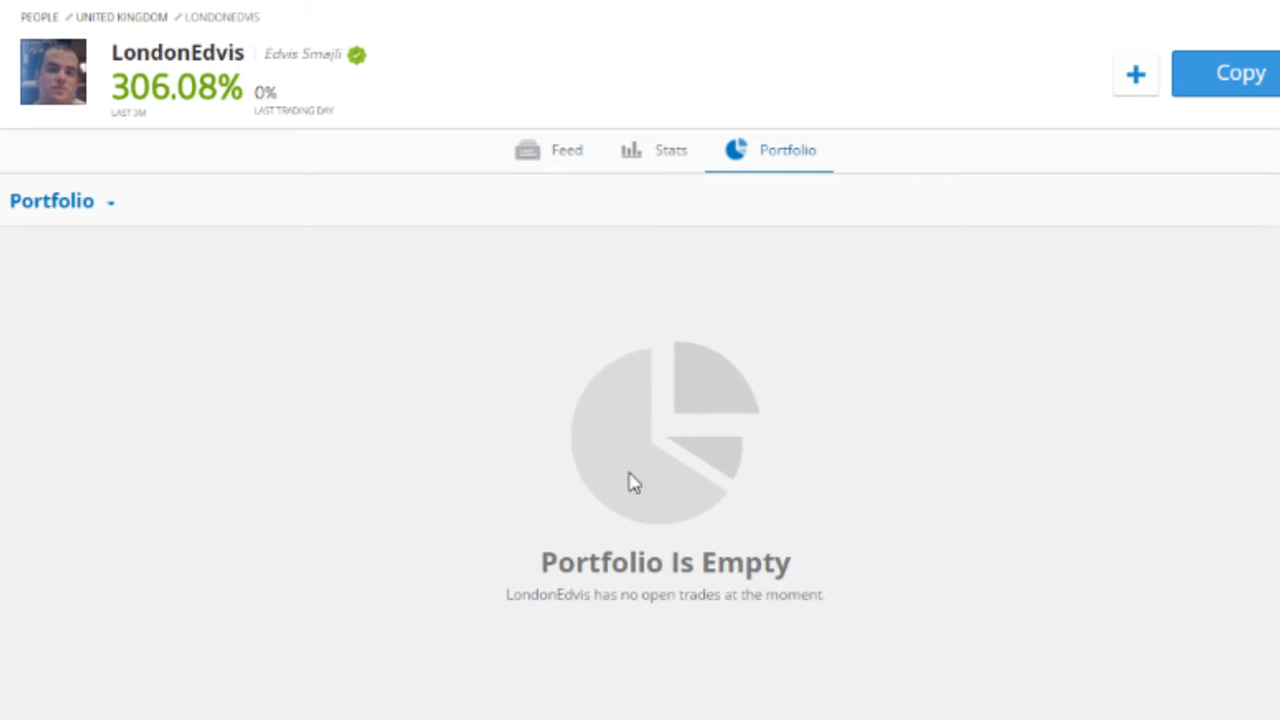 PEOPLE / UNITED KINGDOM / LONDONEDVIS
LondonEdvis Edvis Smajli
306.08% 0%
LAST 3M LAST TRADING DAY
+ Copy
Feed Stats Portfolio
Portfolio
Portfolio Is Empty
LondonEdvis has no open trades at the moment.